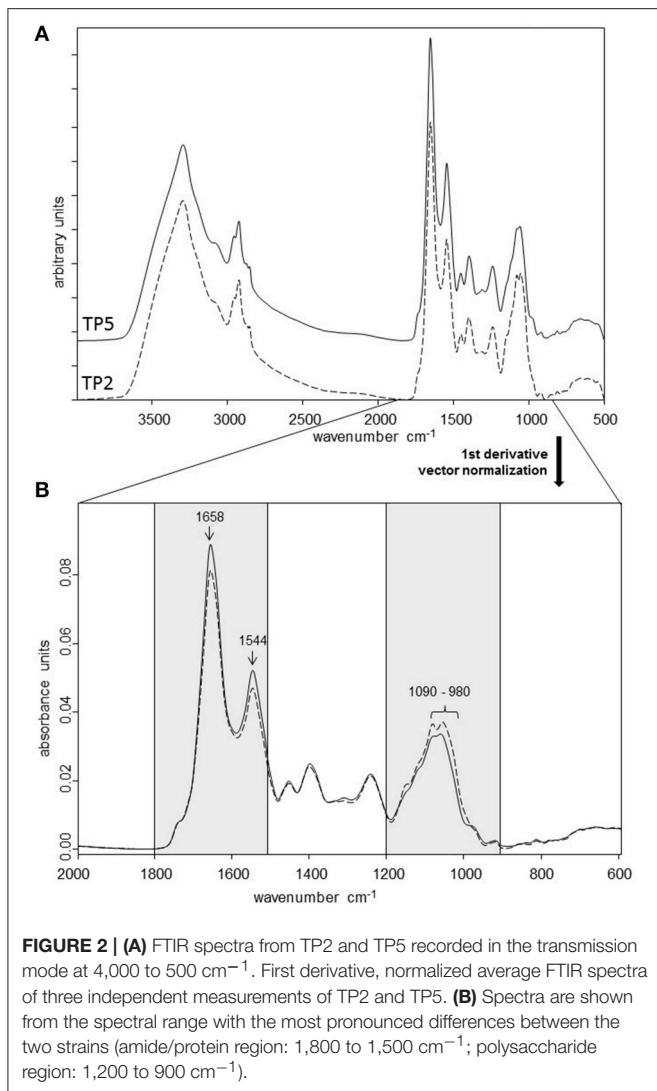 A
arbitrary units
TP5
TP2
3500 3000 2500 2000 1500 1000 500
wavenumber cm⁻¹
1st derivative
vector normalization
B
absorbance units
0.00 0.02 0.04 0.06 0.08
1658
1544
1090 - 980
2000 1800 1600 1400 1200 1000 800 600
wavenumber cm⁻¹
FIGURE 2 | (A) FTIR spectra from TP2 and TP5 recorded in the transmission
mode at 4,000 to 500 cm⁻¹. First derivative, normalized average FTIR spectra
of three independent measurements of TP2 and TP5. (B) Spectra are shown
from the spectral range with the most pronounced differences between the
two strains (amide/protein region: 1,800 to 1,500 cm⁻¹; polysaccharide
region: 1,200 to 900 cm⁻¹).